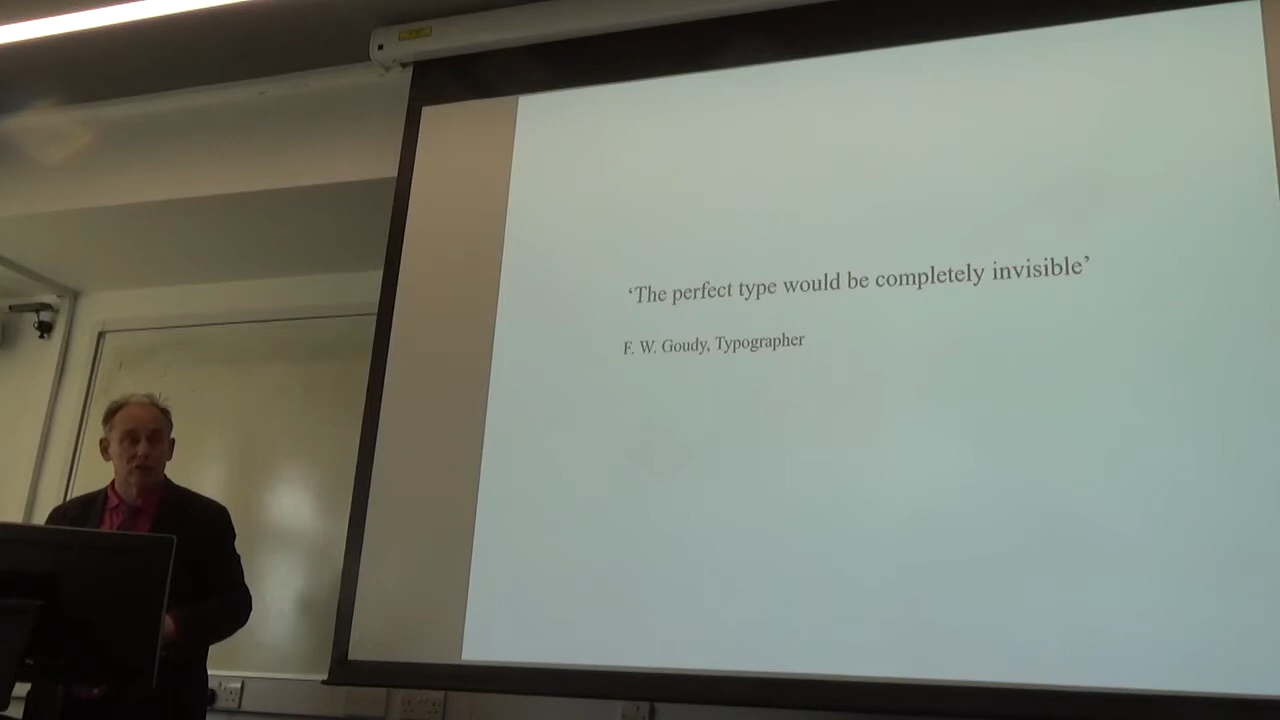 ‘The perfect type would be completely invisible’
F. W. Goudy, Typographer